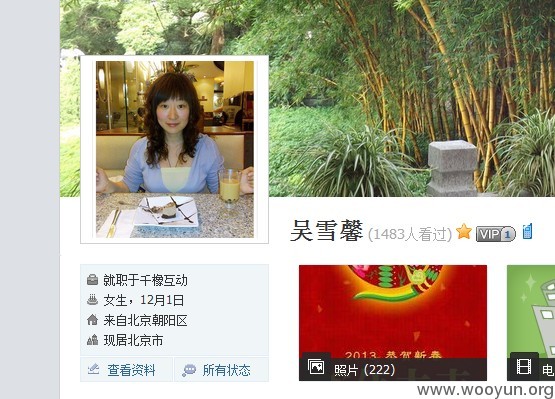 吴雪馨 (1483人看过) VIP 1
就职于千橡互动
女生，12月1日
来自北京朝阳区
现居北京市
查看资料 所有状态
2013 恭贺新春
照片 (222)
电
www.wooyun.org